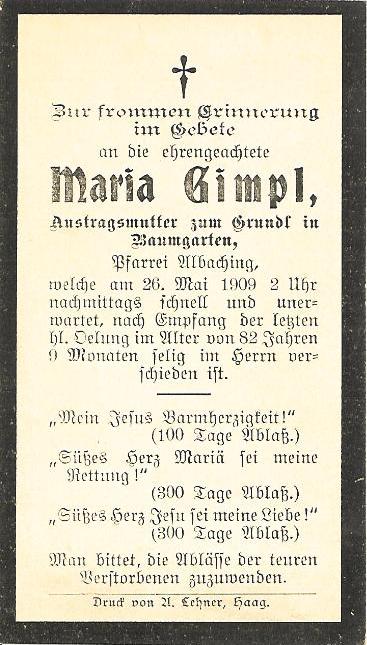 Zur frommen Erinnerung
im Gebete
an die ehrengeachtete
Maria Gimpl,
Austragsmutter zum Grundl in
Baumgarten,
Pfarrei Albaching,
welche am 26. Mai 1909 2 Uhr
nachmittags schnell und uner-
wartet, nach Empfang der letzten
hl. Oelung im Alter von 82 Jahren
9 Monaten selig im Herrn ver-
schieden ist.
„Mein Jesus Barmherzigkeit!"
(100 Tage Ablaß.)
„Süßes Herz Mariä sei meine
Rettung!"
(300 Tage Ablaß.)
„Süßes Herz Jesu sei meine Liebe!"
(300 Tage Ablaß.)
Man bittet, die Ablässe der teuren
Verstorbenen zuzuwenden.
Druck von A. Lehner, Haag.